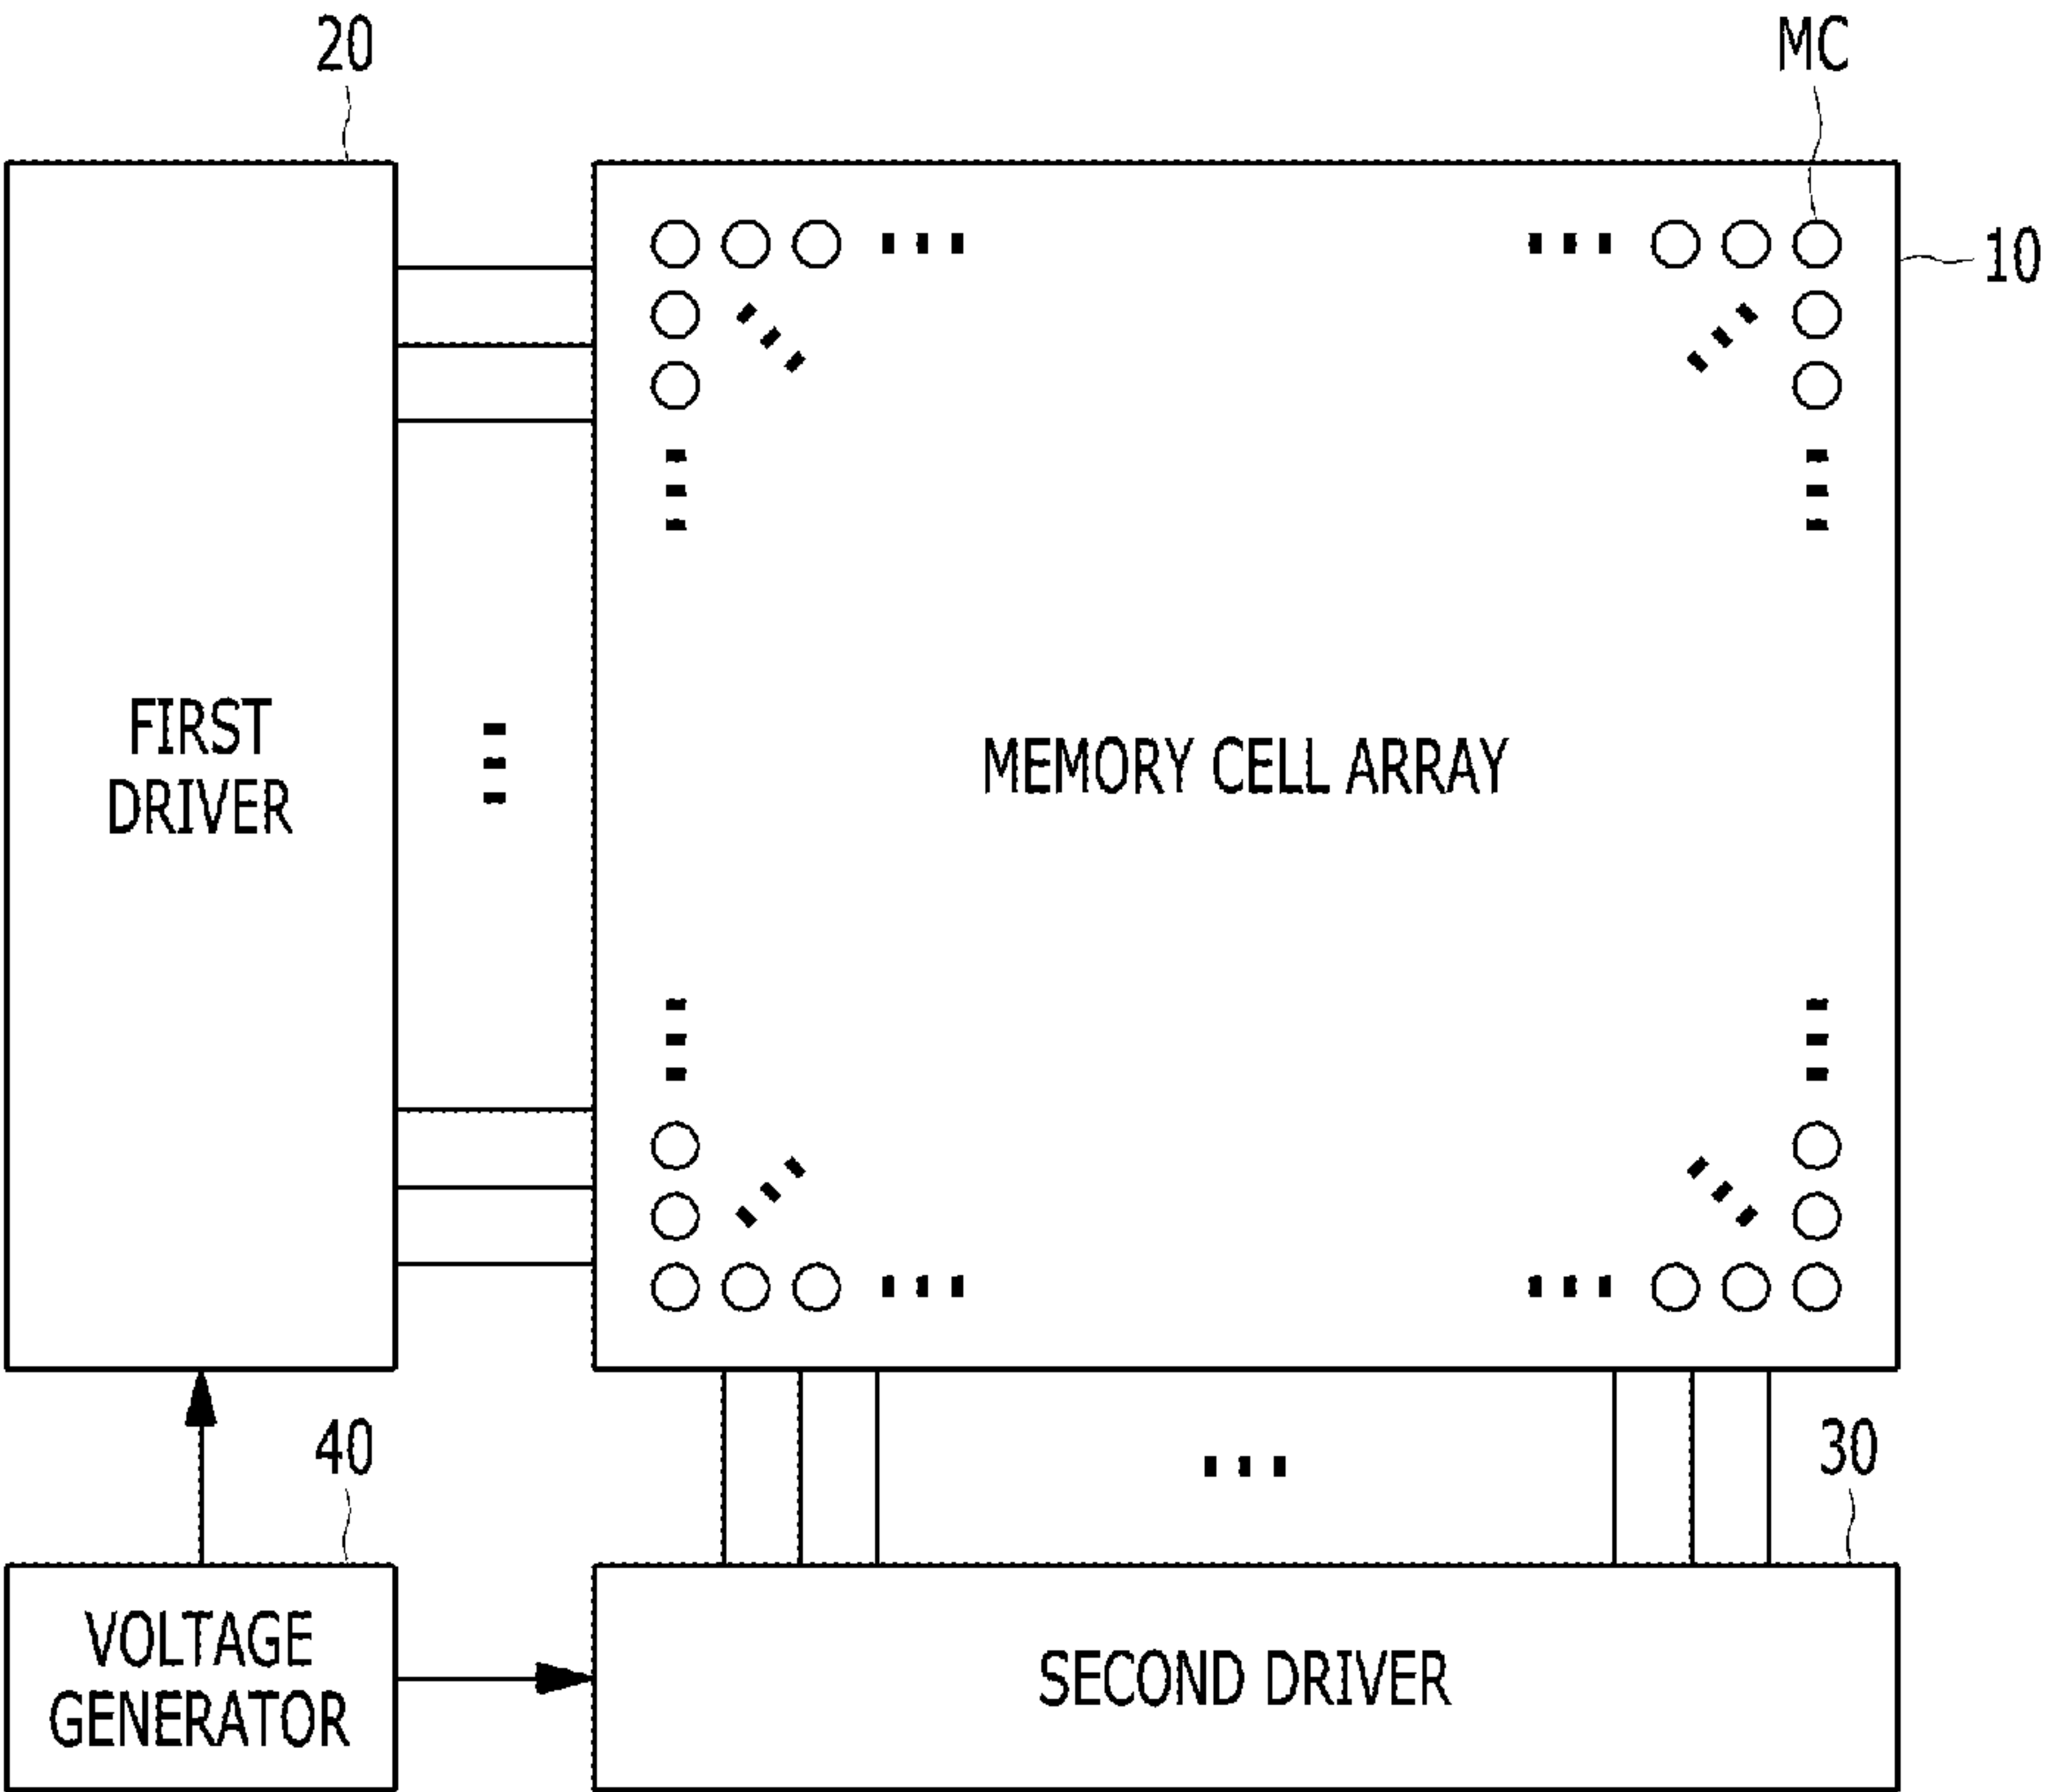 20
MC
10
FIRST
DRIVER
MEMORY CELL ARRAY
40
30
VOLTAGE
GENERATOR
SECOND DRIVER